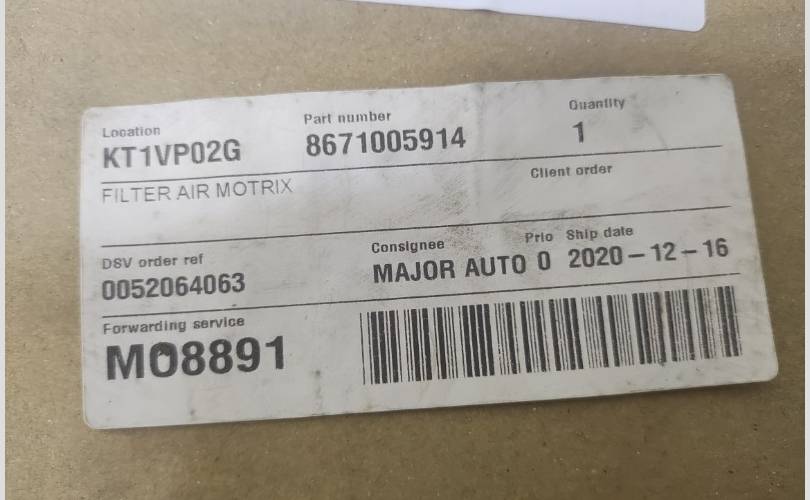 Location
Part number
Quantity
KT1VP02G
8671005914
1
FILTER AIR MOTRIX
Client order
DSV order ref
Consignee
Prio
Ship date
0052064063
MAJOR AUTO
0
2020-12-16
Forwarding service
MO8891